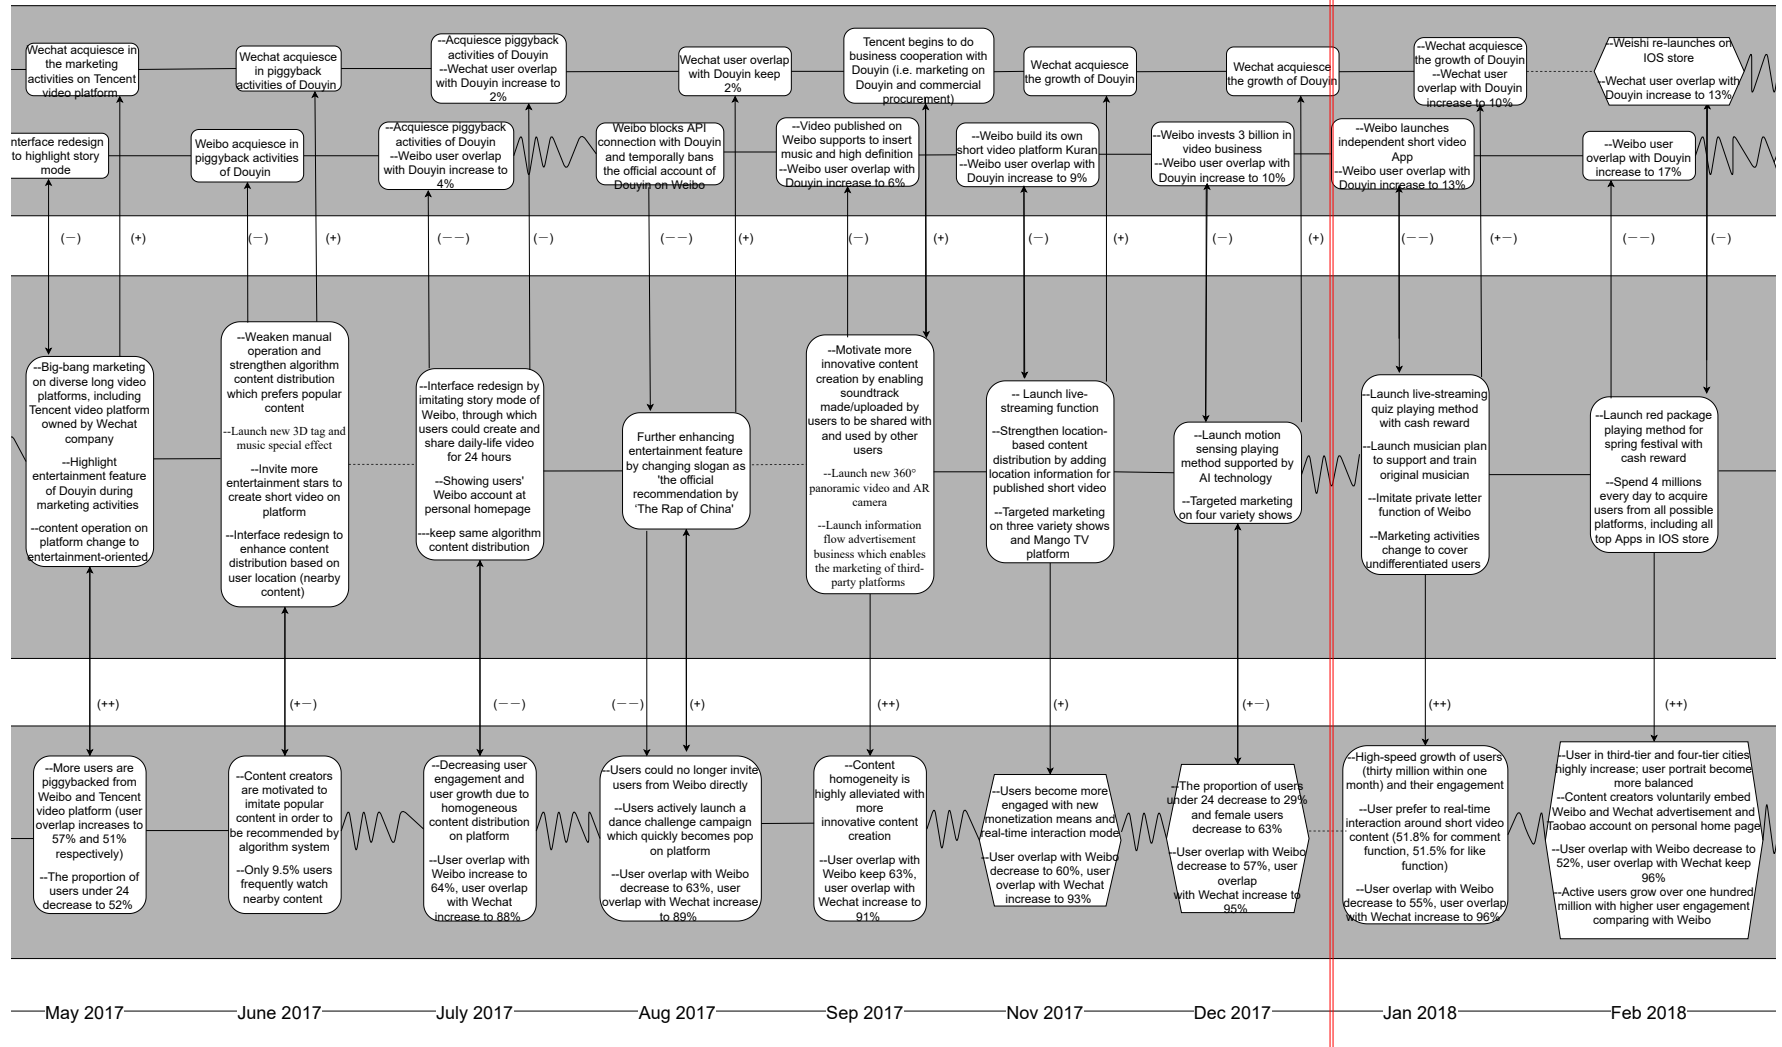 Wechat acquiesce in
the marketing
activities on Tencent
video platform
Wechat acquiesce
in piggyback
activities of Douyin
--Acquiesce piggyback
activities of Douyin
--Wechat user overlap
with Douyin increase to
2%
Wechat user overlap
with Douyin keep
2%
Tencent begins to do
business cooperation with
Douyin (i.e. marketing on
Douyin and commercial
procurement)
Wechat acquiesce
the growth of Douyin
Wechat acquiesce
the growth of Douyin
--Wechat acquiesce
the growth of Douyin
--Wechat user
overlap with Douyin
increase to 10%
--Weishi re-launches on
IOS store
--Wechat user overlap with
Douyin increase to 13%
nterface redesign
to highlight story
mode
Weibo acquiesce in
piggyback activities
of Douyin
--Acquiesce piggyback
activities of Douyin
--Weibo user overlap
with Douyin increase to
4%
Weibo blocks API
connection with Douyin
and temporally bans
the official account of
Douyin on Weibo
--Video published on
Weibo supports to insert
music and high definition
--Weibo user overlap with
Douyin increase to 6%
--Weibo build its own
short video platform Kuran
--Weibo user overlap with
Douyin increase to 9%
--Weibo invests 3 billion in
video business
--Weibo user overlap with
Douyin increase to 10%
--Weibo launches
independent short video
App
--Weibo user overlap with
Douyin increase to 13%
--Weibo user
overlap with Douyin
increase to 17%
(—)
(+)
(—)
(+)
(— —)
(—)
(— —)
(+)
(—)
(+)
(—)
(+)
(—)
(+)
(— —)
(+—)
(— —)
(—)
--Big-bang marketing
on diverse long video
platforms, including
Tencent video platform
owned by Wechat
company
--Highlight
entertainment feature
of Douyin during
marketing activities
--content operation on
platform change to
entertainment-oriented
--Weaken manual
operation and
strengthen algorithm
content distribution
which prefers popular
content
--Launch new 3D tag and
music special effect
--Invite more
entertainment stars to
create short video on
platform
--Interface redesign to
enhance content
distribution based on
user location (nearby
content)
--Interface redesign by
imitating story mode of
Weibo, through which
users could create and
share daily-life video
for 24 hours
--Showing users'
Weibo account at
personal homepage
---keep same algorithm
content distribution
Further enhancing
entertainment feature
by changing slogan as
'the official
recommendation by
‘The Rap of China’
--Motivate more
innovative content
creation by enabling
soundtrack
made/uploaded by
users to be shared with
and used by other
users
--Launch new 360°
panoramic video and AR
camera
--Launch information
flow advertisement
business which enables
the marketing of third-
party platforms
-- Launch live-
streaming function
--Strengthen location-
based content
distribution by adding
location information for
published short video
--Targeted marketing
on three variety shows
and Mango TV
platform
--Launch motion
sensing playing
method supported by
AI technology
--Targeted marketing
on four variety shows
--Launch live-streaming
quiz playing method
with cash reward
--Launch musician plan
to support and train
original musician
--Imitate private letter
function of Weibo
--Marketing activities
change to cover
undifferentiated users
--Launch red package
playing method for
spring festival with
cash reward
--Spend 4 millions
every day to acquire
users from all possible
platforms, including all
top Apps in IOS store
(++)
(+—)
(— —)
(— —)
(+)
(++)
(+)
(+—)
(++)
(++)
--More users are
piggybacked from
Weibo and Tencent
video platform (user
overlap increases to
57% and 51%
respectively)
--The proportion of
users under 24
decrease to 52%
--Content creators
are motivated to
imitate popular
content in order to
be recommended by
algorithm system
--Only 9.5% users
frequently watch
nearby content
--Decreasing user
engagement and
user growth due to
homogeneous
content distribution
on platform
--User overlap with
Weibo increase to
64%, user overlap
with Wechat
increase to 88%
--Users could no longer invite
users from Weibo directly
--Users actively launch a
dance challenge campaign
which quickly becomes pop
on platform
--User overlap with Weibo
decrease to 63%, user
overlap with Wechat increase
to 89%
--Content
homogeneity is
highly alleviated with
more
innovative content
creation
--User overlap with
Weibo keep 63%,
user overlap with
Wechat increase to
91%
--Users become more
engaged with new
monetization means and
real-time interaction mode
--User overlap with Weibo
decrease to 60%, user
overlap with Wechat
increase to 93%
--The proportion of users
under 24 decrease to 29%
and female users
decrease to 63%
--User overlap with Weibo
decrease to 57%, user
overlap
with Wechat increase to
95%
--High-speed growth of users
(thirty million within one
month) and their engagement
--User prefer to real-time
interaction around short video
content (51.8% for comment
function, 51.5% for like
function)
--User overlap with Weibo
decrease to 55%, user overlap
with Wechat increase to 96%
--User in third-tier and four-tier cities
highly increase; user portrait become
more balanced
--Content creators voluntarily embed
Weibo and Wechat advertisement and
Taobao account on personal home page
--User overlap with Weibo decrease to
52%, user overlap with Wechat keep
96%
--Active users grow over one hundred
million with higher user engagement
comparing with Weibo
May 2017
June 2017
July 2017
Aug 2017
Sep 2017
Nov 2017
Dec 2017
Jan 2018
Feb 2018